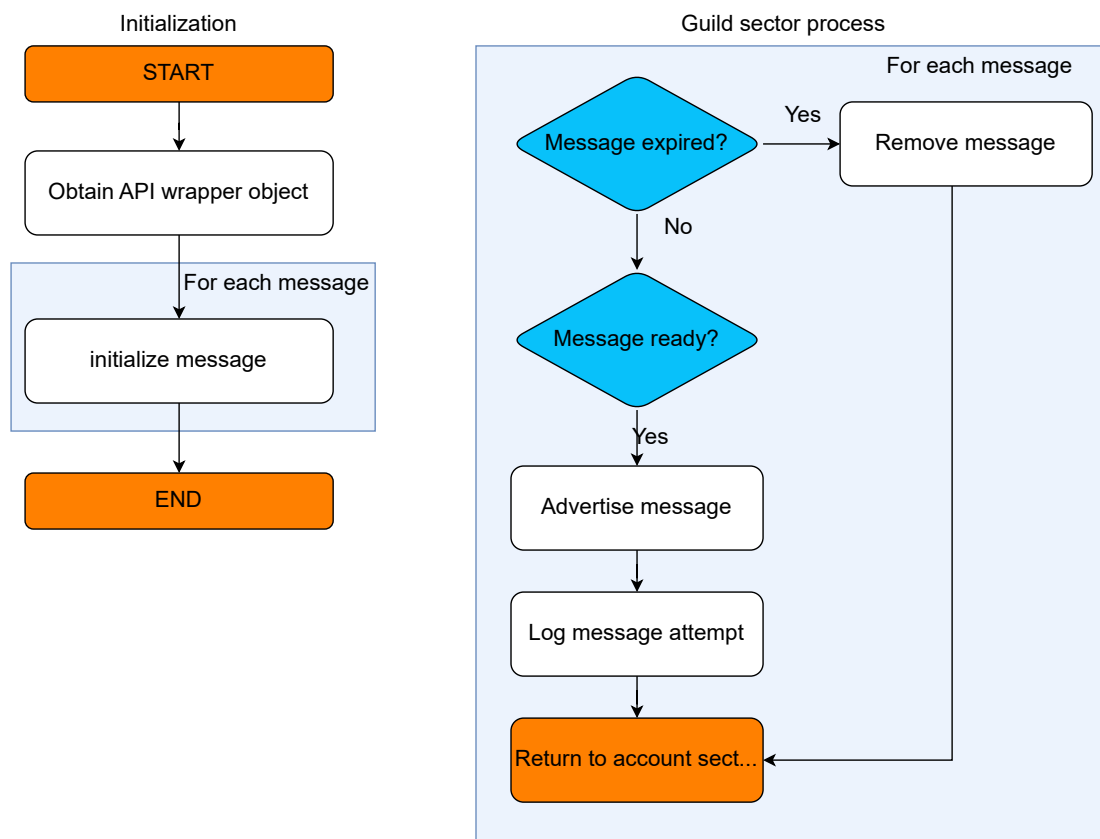 Initialization
START
Obtain API wrapper object
For each message
initialize message
END
Guild sector process
For each message
Message expired?
Yes
Remove message
No
Message ready?
Yes
Advertise message
Log message attempt
Return to account sect...